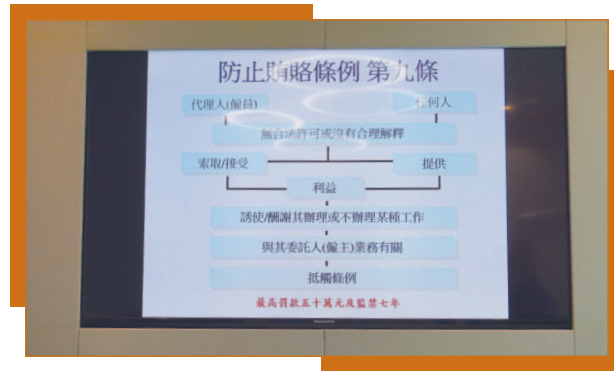 防止賄賂條例 第九條
代理人(僱員)
任何人
無合法許可或沒有合理解釋
索取/接受
提供
利益
誘使/酬謝其辦理或不辦理某種工作
與其委託人(僱主)業務有關
抵觸條例
最高罰款五十萬元及監禁七年